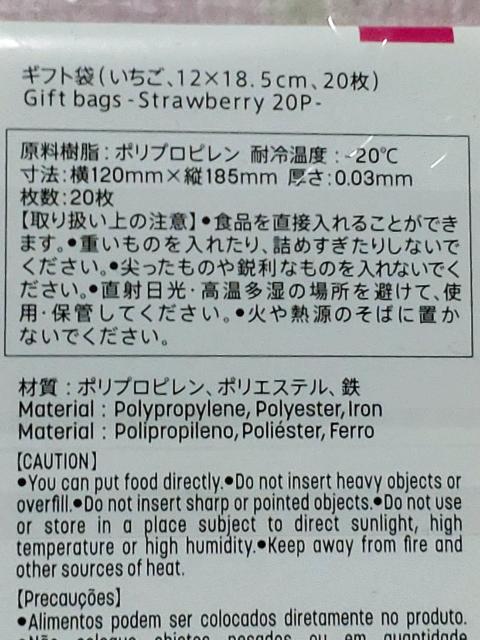 ギフト袋(いちご、12×18.5cm、20枚)
Gift bags -Strawberry 20P-
原料樹脂:ポリプロピレン 耐冷温度:-20℃
寸法:横120mm×縦185mm 厚さ:0.03mm
枚数:20枚
【取り扱い上の注意】●食品を直接入れることができ
ます。●重いものを入れたり、詰めすぎたりしないで
ください。●尖ったものや鋭利なものを入れないでく
ださい。●直射日光・高温多湿の場所を避けて、使
用・保管してください。●火や熱源のそばに置か
ないでください。
材質:ポリプロピレン、ポリエステル、鉄
Material : Polypropylene, Polyester, Iron
Material : Polipropileno, Poliéster, Ferro
【CAUTION】
●You can put food directly.●Do not insert heavy objects or
overfill.●Do not insert sharp or pointed objects.●Do not use
or store in a place subject to direct sunlight, high
temperature or high humidity.●Keep away from fire and
other sources of heat.
【Precauções】
●Alimentos podem ser colocados diretamente no produto.
●Não coloque objetos pesados ou em quantidade